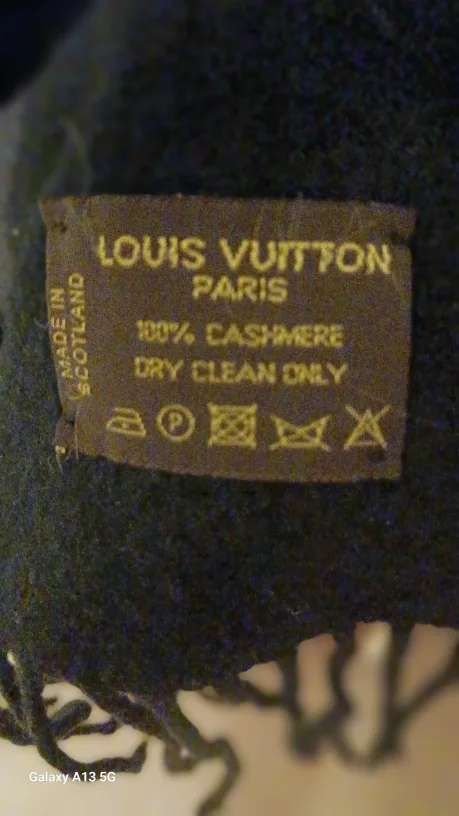 LOUIS VUITTON
PARIS
100% CASHMERE
DRY CLEAN ONLY
P
MADE IN
SCOTLAND
Galaxy A13 5G